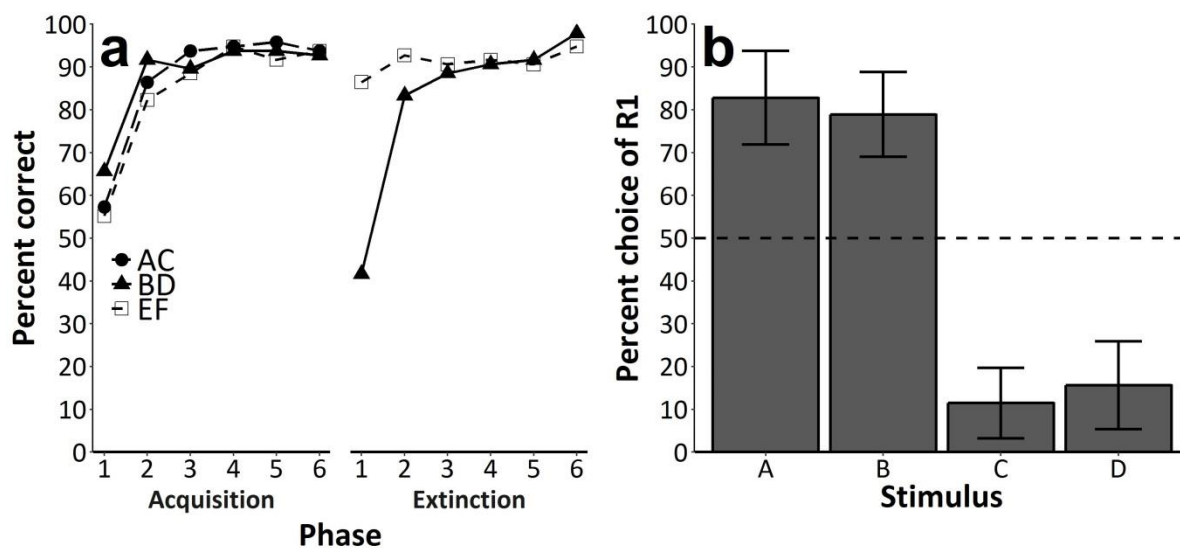 a
Percent correct
100
90
80
70
60
50
40
30
20
10
0
AC
BD
EF
1 2 3 4 5 6
1 2 3 4 5 6
Acquisition
Extinction
Phase
b
Percent choice of R1
100
90
80
70
60
50
40
30
20
10
0
A B C D
Stimulus